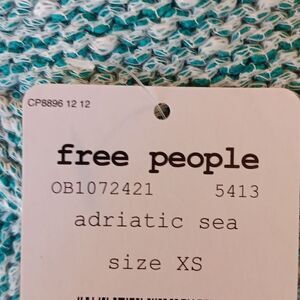 CP8896 12 12
free people
OB1072421 5413
adriatic sea
size XS